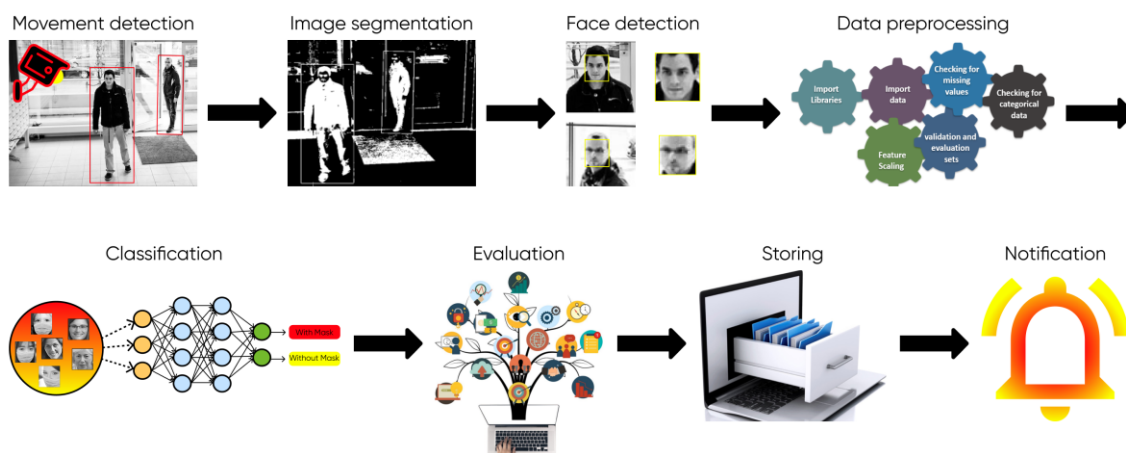 Movement detection
Image segmentation
Face detection
Data preprocessing
Import
Libraries
Import
data
Checking for
missing
values
Checking for
categorical
data
Feature
Scaling
validation and
evaluation
sets
Classification
Evaluation
Storing
Notification
With Mask
Without Mask